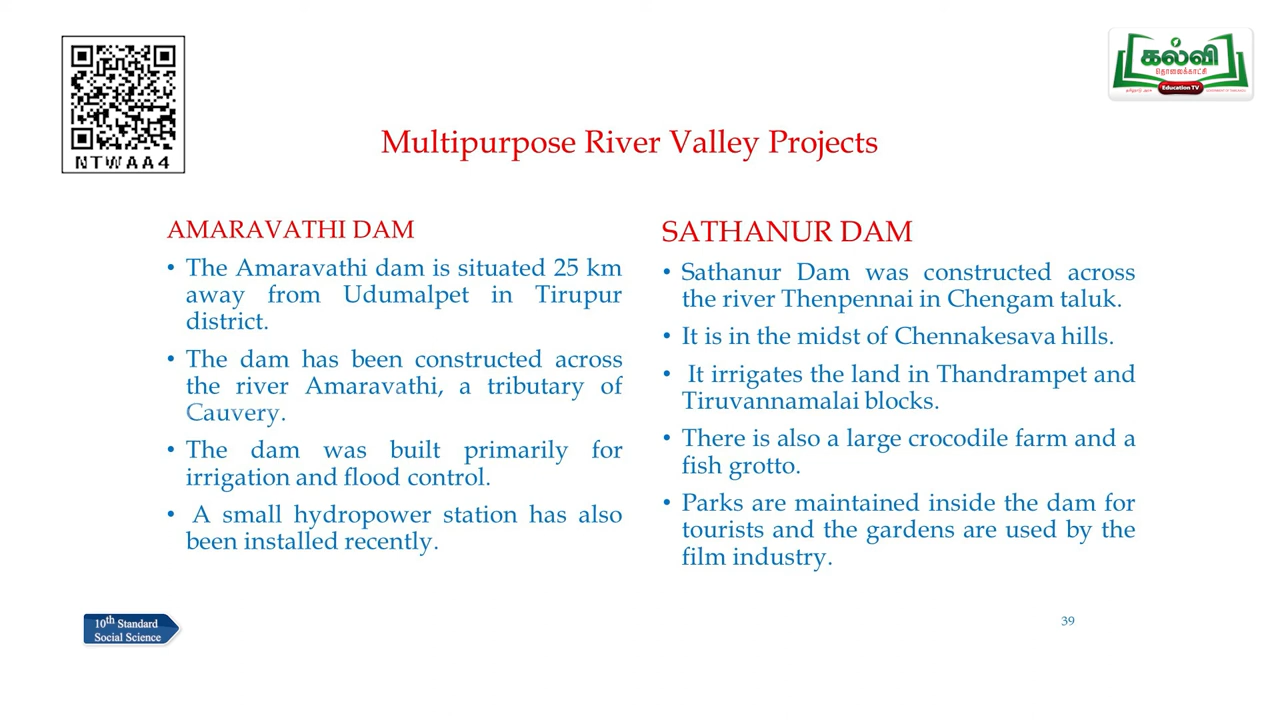 NTWAA4
கல்வி
தொலைக்காட்சி
Education TV
Multipurpose River Valley Projects
AMARAVATHI DAM
• The Amaravathi dam is situated 25 km
away from Udumalpet in Tirupur
district.
• The dam has been constructed across
the river Amaravathi, a tributary of
Cauvery.
• The dam was built primarily for
irrigation and flood control.
• A small hydropower station has also
been installed recently.
SATHANUR DAM
• Sathanur Dam was constructed across
the river Thenpennai in Chengam taluk.
• It is in the midst of Chennakesava hills.
• It irrigates the land in Thandrampet and
Tiruvannamalai blocks.
• There is also a large crocodile farm and a
fish grotto.
• Parks are maintained inside the dam for
tourists and the gardens are used by the
film industry.
10th Standard
Social Science
39